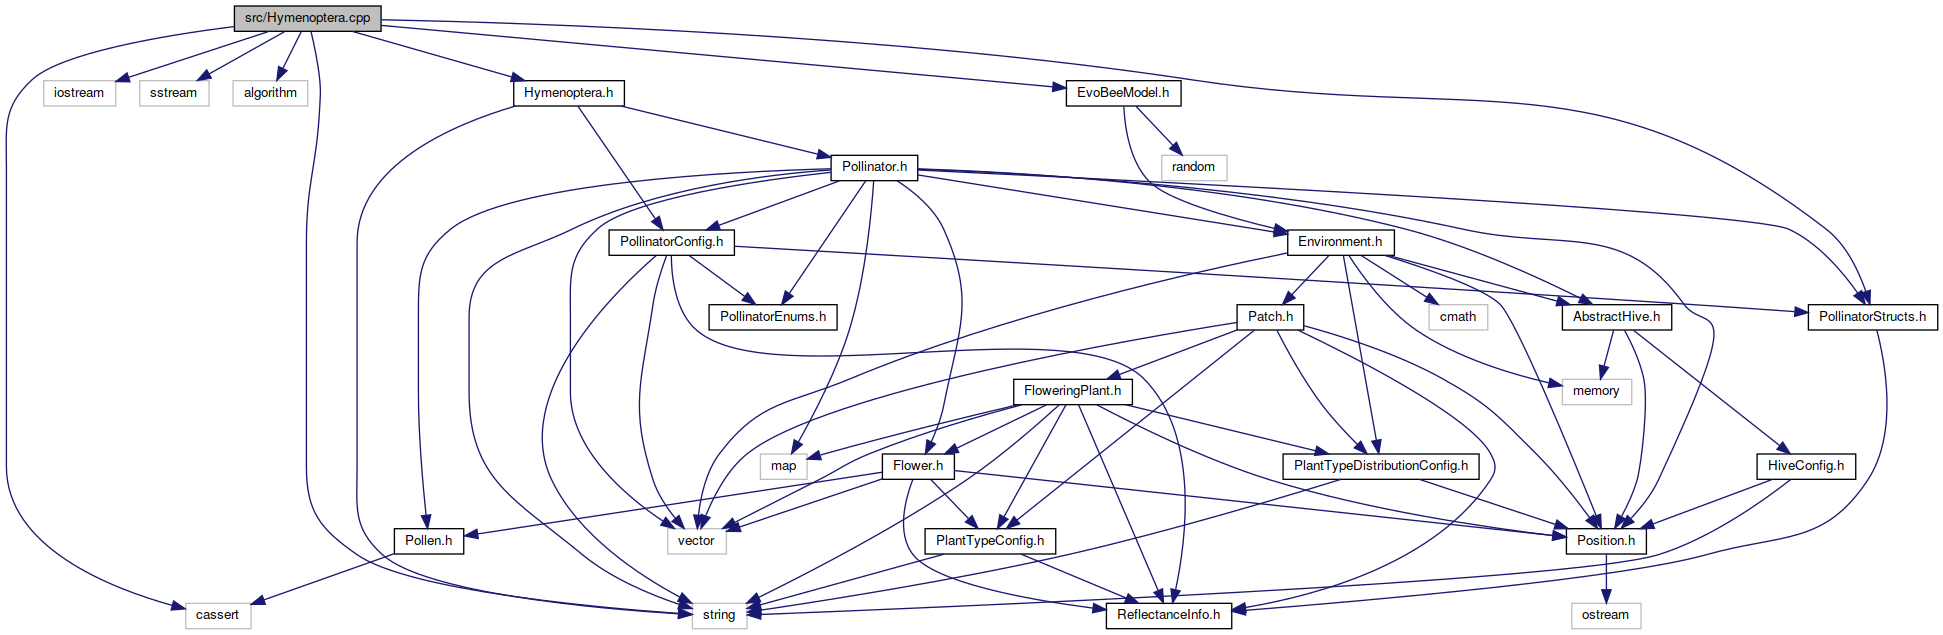 src/Hymenoptera.cpp
iostream
sstream
algorithm
Hymenoptera.h
EvoBeeModel.h
Pollinator.h
random
PollinatorConfig.h
Environment.h
PollinatorEnums.h
Patch.h
cmath
AbstractHive.h
PollinatorStructs.h
FloweringPlant.h
memory
map
Flower.h
PlantTypeDistributionConfig.h
HiveConfig.h
Pollen.h
vector
PlantTypeConfig.h
Position.h
cassert
string
ReflectanceInfo.h
ostream